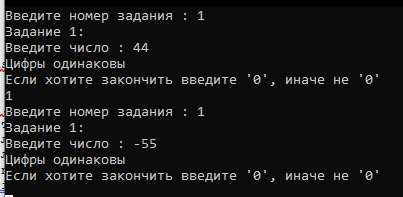 Введите номер задания : 1
Задание 1:
Введите число : 44
Цифры одинаковы
Если хотите закончить введите '0', иначе не '0'
1
Введите номер задания : 1
Задание 1:
Введите число : -55
Цифры одинаковы
Если хотите закончить введите '0', иначе не '0'